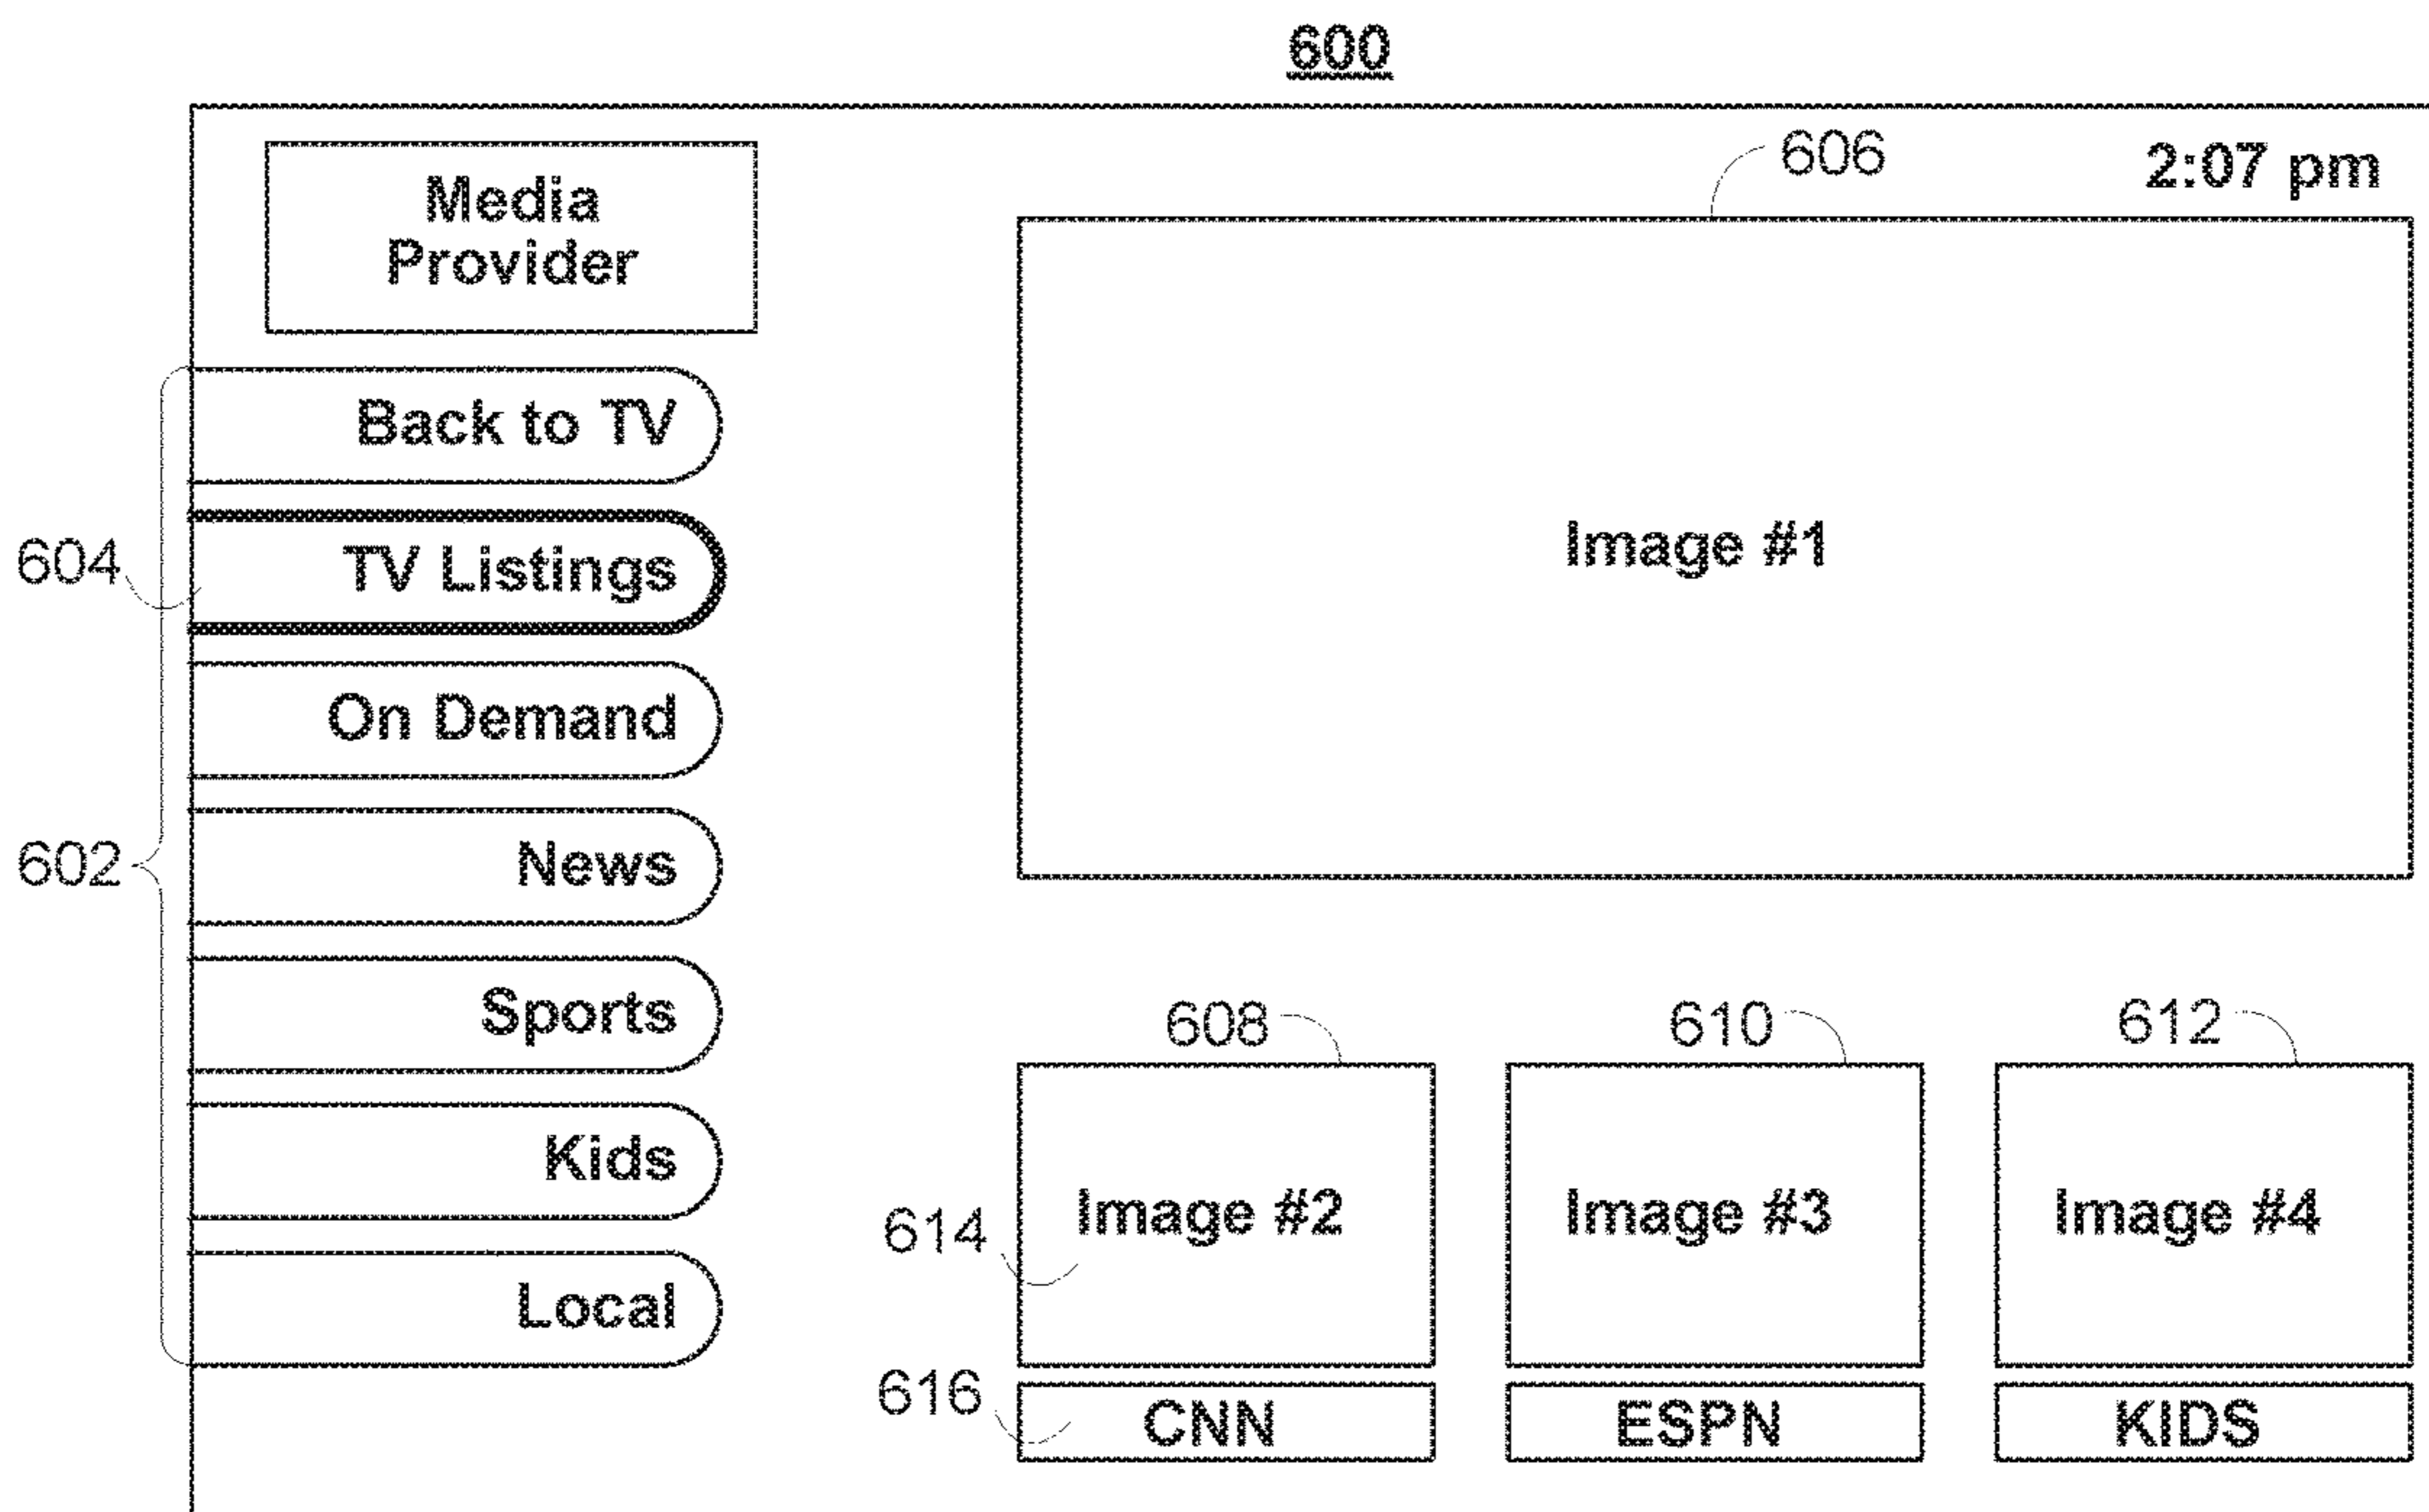 600
606
2:07 pm
Media
Provider
Image #1
Back to TV
604
TV Listings
On Demand
602
News
Sports
Kids
Local
608
610
612
614
Image #2
Image #3
Image #4
616
CNN
ESPN
KIDS